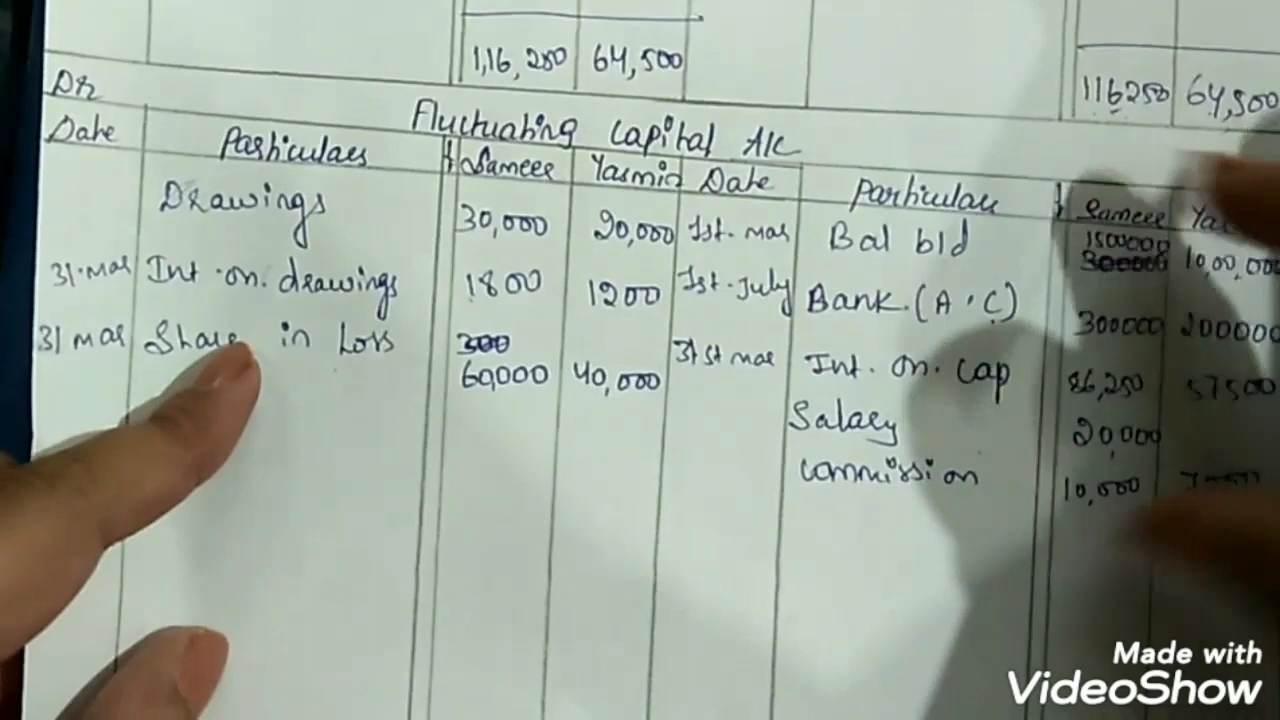 1,16,250 64,500 116250 64,500
Dr
Fluctuating Capital A/C
Date Particulars Sameer Yasmin Date Particulars Sameer
Drawings 30,000 20,000 1st. mar Bal b/d 1500000 10,00,000
31.mar Int on. drawings 1800 1200 1st. July Bank.(A.C) 300000 200000
31 mar Share in Loss 60,000 40,000 31st mar Int. on. cap 86,250 57500
Salary 20,000
Commission 10,000
Made with
VideoShow